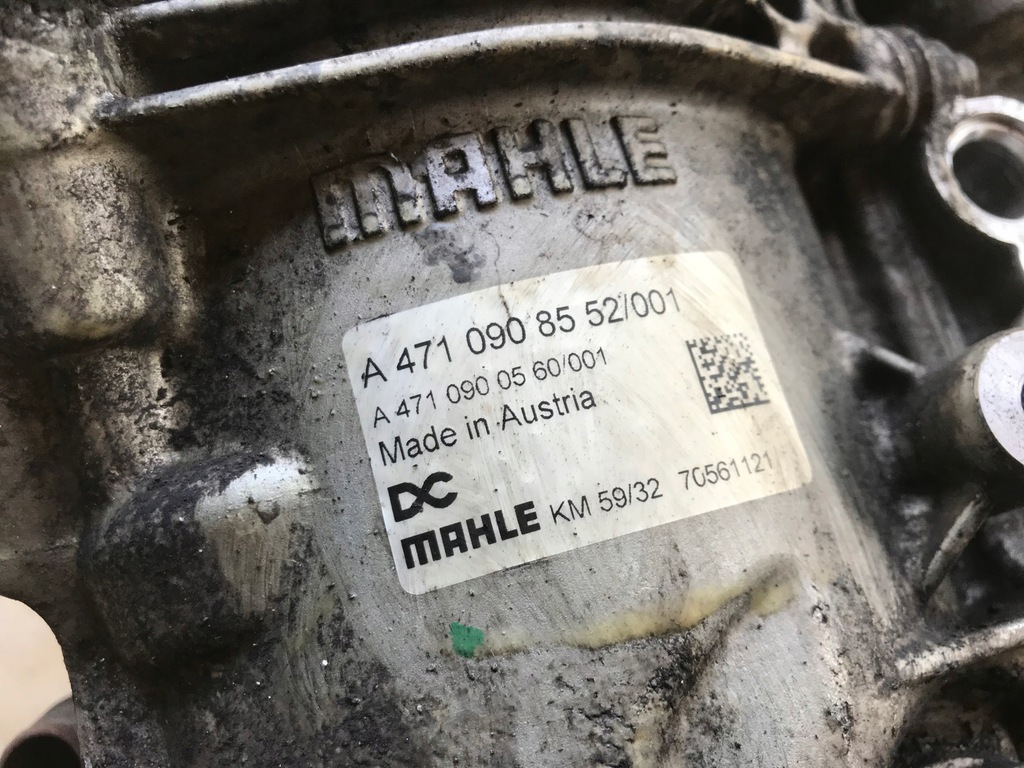 MAHLE
A 471 090 85 52/001
A 471 090 05 60/001
Made in Austria
DC
MAHLE KM 59/32 70561121